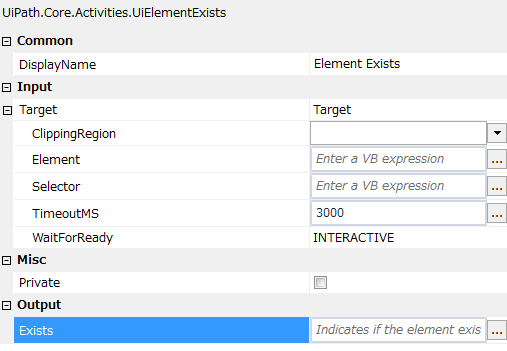 UiPath.Core.Activities.UiElementExists
Common
DisplayName Element Exists
Input
Target Target
ClippingRegion
Element Enter a VB expression ...
Selector Enter a VB expression ...
TimeoutMS 3000 ...
WaitForReady INTERACTIVE
Misc
Private
Output
Exists Indicates if the element exis ...